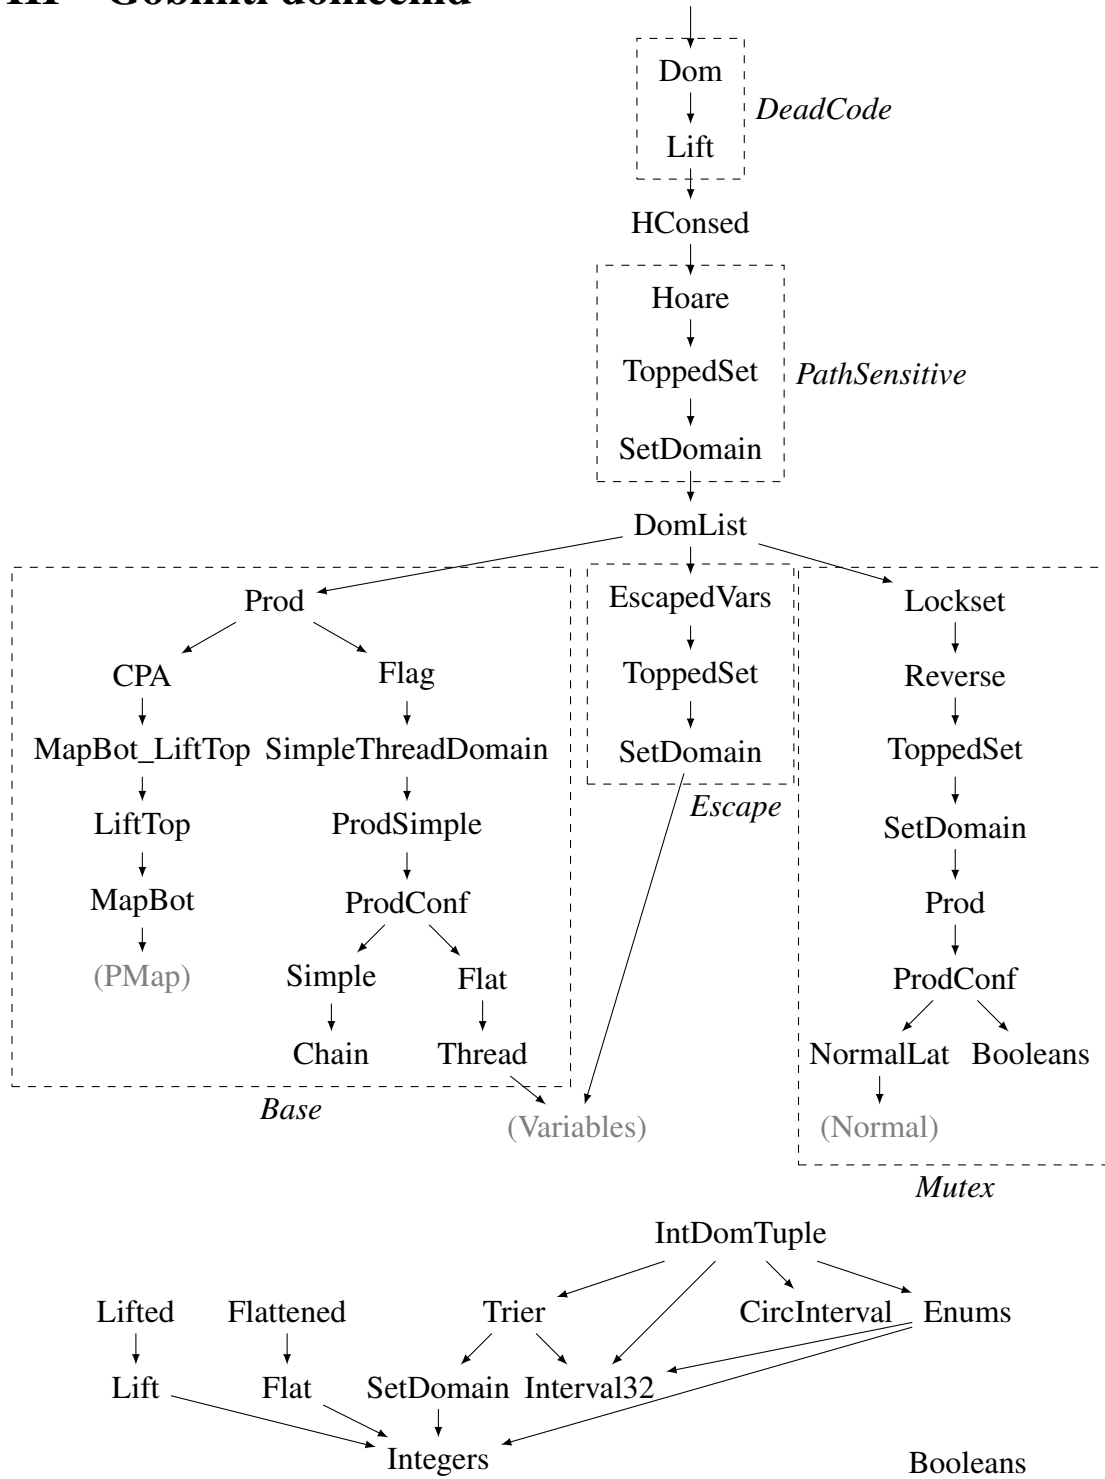 Dom
DeadCode
Lift
HConsed
Hoare
ToppedSet
PathSensitive
SetDomain
DomList
Prod
EscapedVars
Lockset
CPA
Flag
ToppedSet
Reverse
MapBot_LiftTop
SimpleThreadDomain
SetDomain
ToppedSet
Escape
LiftTop
ProdSimple
SetDomain
MapBot
ProdConf
Prod
(PMap)
Simple
Flat
ProdConf
Chain
Thread
NormalLat
Booleans
Base
(Variables)
(Normal)
Mutex
IntDomTuple
Lifted
Flattened
Trier
CircInterval
Enums
Lift
Flat
SetDomain
Interval32
Integers
Booleans